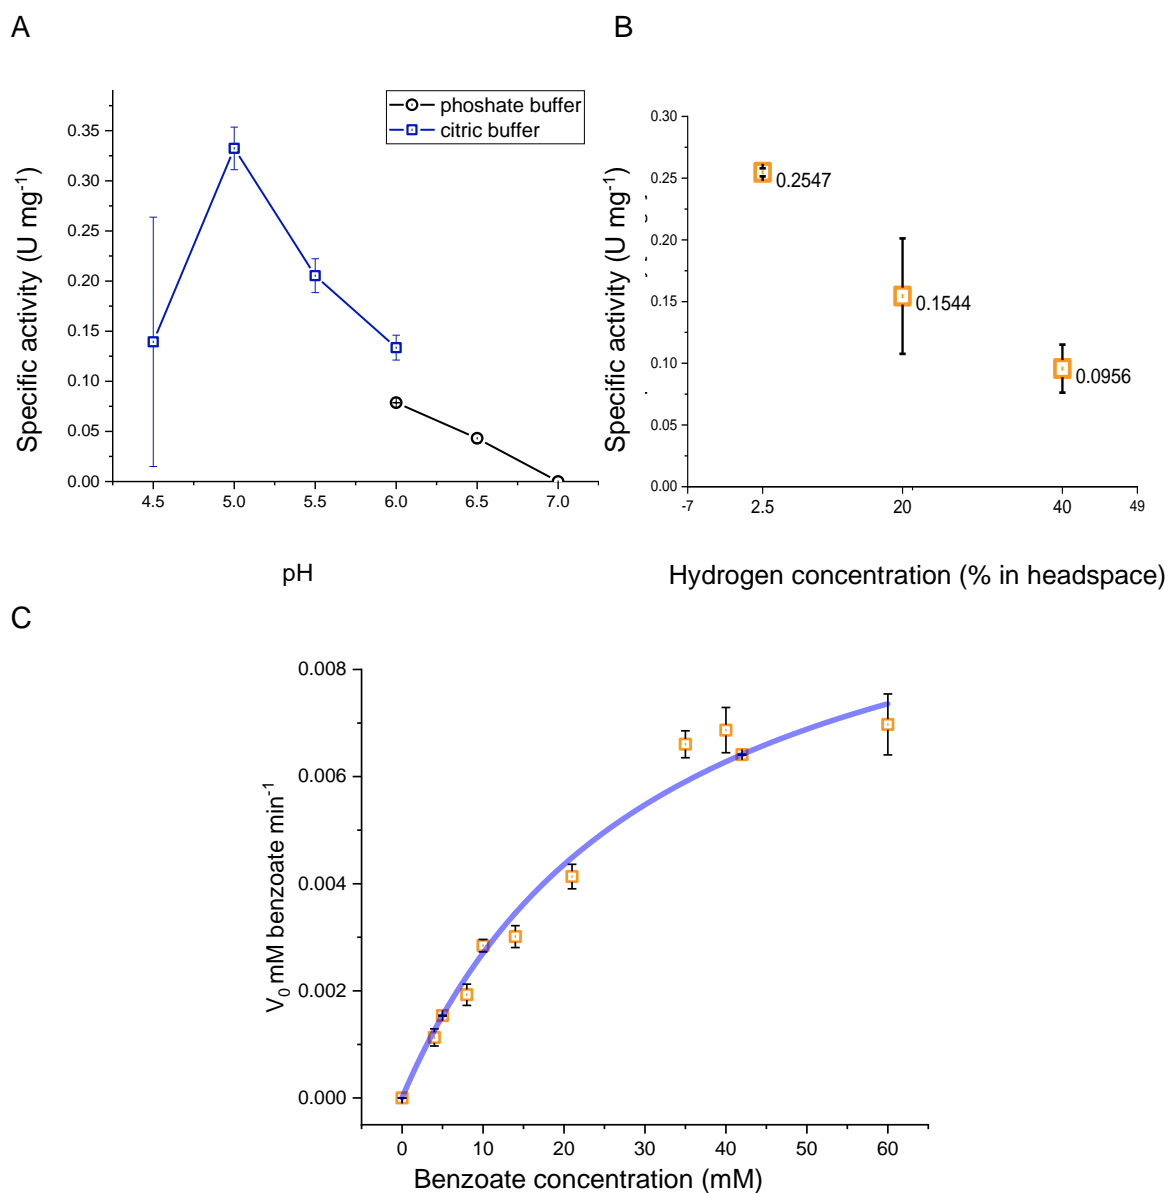 A
B
phoshate buffer
citric buffer
0.35
0.30
0.25
0.20
0.15
0.10
0.05
0.00
4.5 5.0 5.5 6.0 6.5 7.0
Specific activity (U mg⁻¹)
pH
0.30
0.25
0.20
0.15
0.10
0.05
0.00
0.2547
0.1544
0.0956
-7 2.5 20 40 49
Specific activity (U mg⁻¹)
Hydrogen concentration (% in headspace)
C
0.008
0.006
0.004
0.002
0.000
0 10 20 30 40 50 60
V₀ mM benzoate min⁻¹
Benzoate concentration (mM)